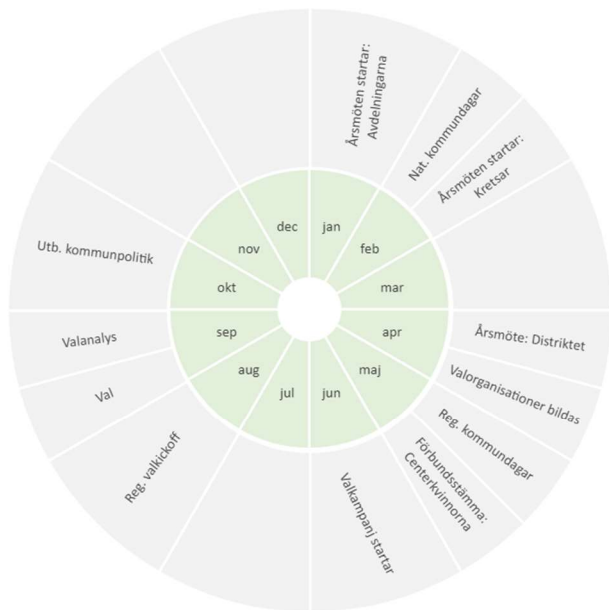 Årsmöten startar:
Avdelningarna
Nat. kommundagar
Årsmöten startar:
Kretsar
Årsmöte: Distriktet
Valorganisationer bildas
Reg. kommundagar
Förbundsstämma:
Centerkvinnorna
Valkampanj startar
Reg. valkickoff
Val
Valanalys
Utb. kommunpolitik
jan
feb
mar
apr
maj
jun
jul
aug
sep
okt
nov
dec